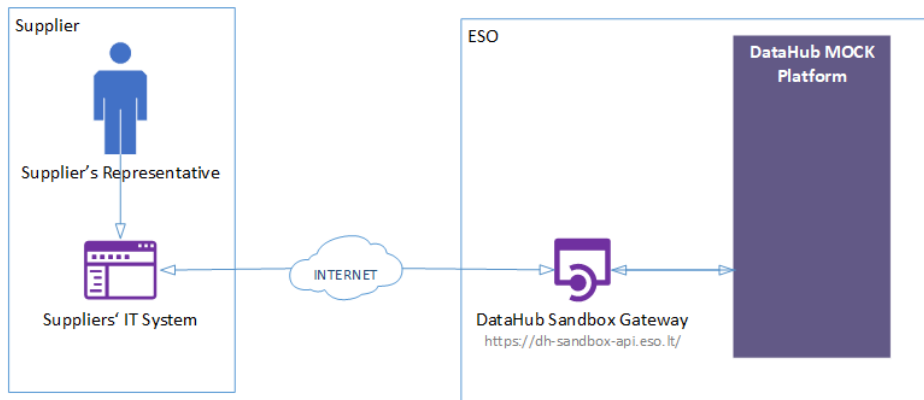 Supplier
Supplier’s Representative
Suppliers‘ IT System
INTERNET
ESO
DataHub Sandbox Gateway
https://dh-sandbox-api.eso.lt/
DataHub MOCK
Platform